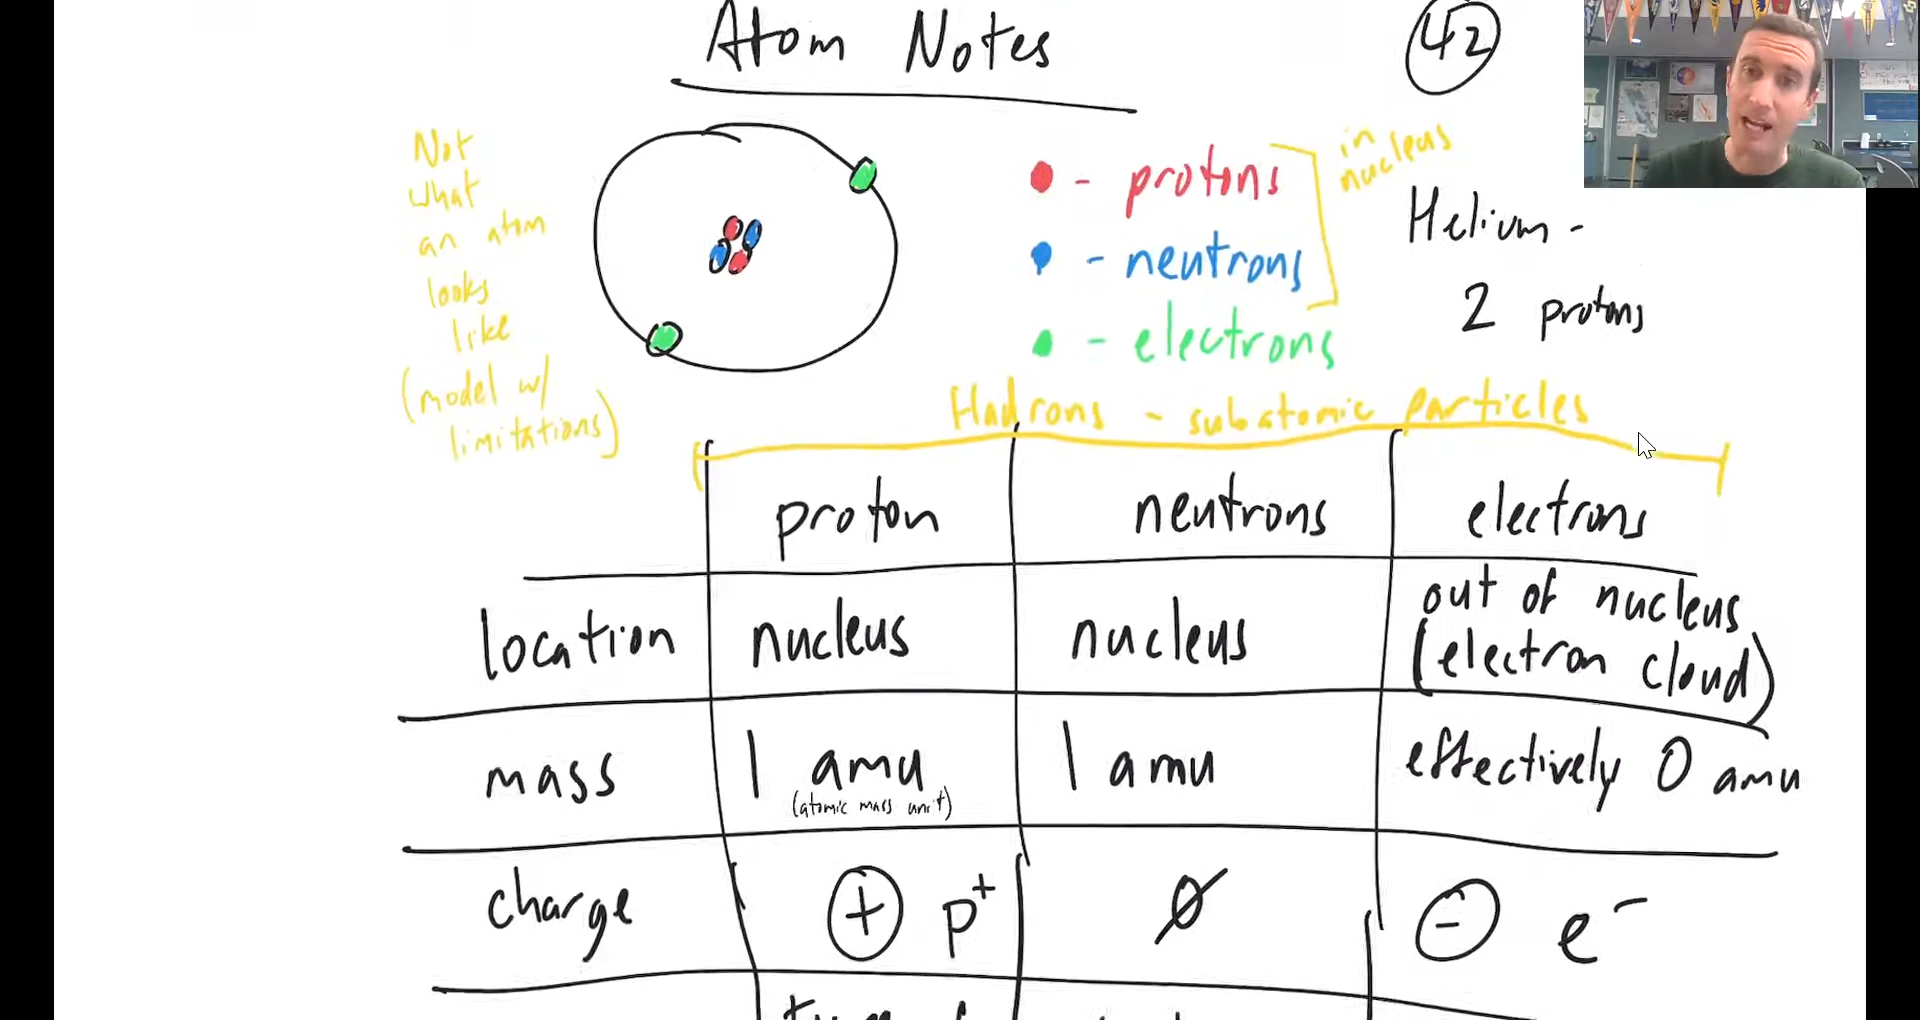 Atom Notes
42
Not
what
an atom
looks
like
(model w/
limitations)
- protons
- neutrons
- electrons
in
nucleus
Helium -
2 protons
Hadrons - subatomic particles
proton neutrons electrons
location nucleus nucleus out of nucleus
(electron cloud)
mass 1 amu 1 amu effectively 0 amu
(atomic mass unit)
charge + p+ 0 - e-